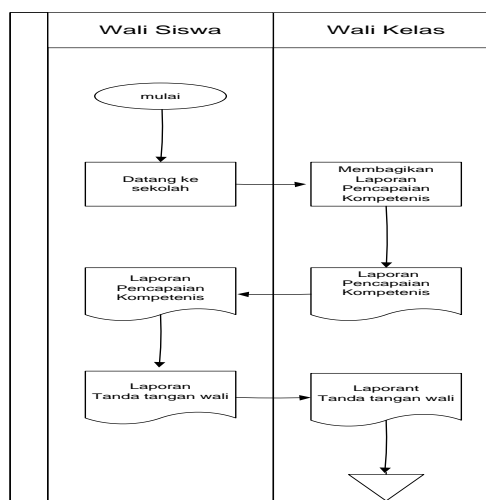 Wali Siswa
Wali Kelas
mulai
Datang ke
sekolah
Membagikan
Laporan
Pencapaian
Kompetenis
Laporan
Pencapaian
Kompetenis
Laporan
Pencapaian
Kompetenis
Laporan
Tanda tangan wali
Laporant
Tanda tangan wali